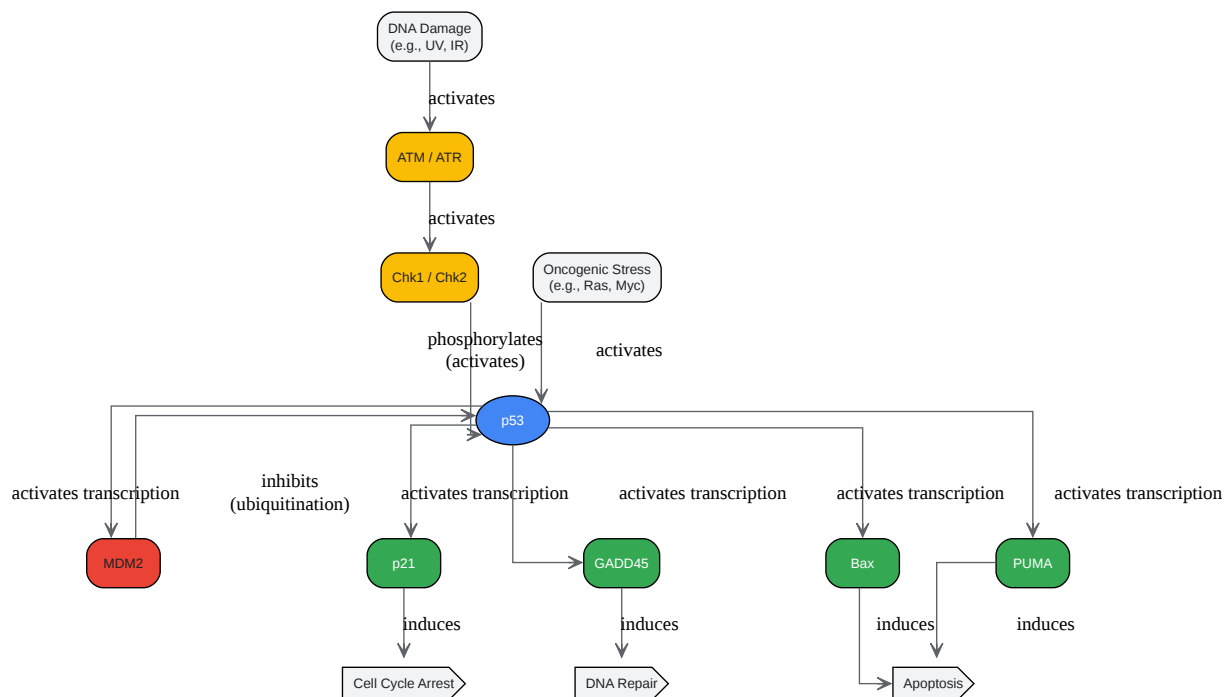 DNA Damage
(e.g., UV, IR)
activates
ATM / ATR
activates
Chk1 / Chk2
Oncogenic Stress
(e.g., Ras, Myc)
phosphorylates
(activates)
activates
p53
activates transcription
inhibits
(ubiquitination)
activates transcription
activates transcription
activates transcription
activates transcription
MDM2
p21
GADD45
Bax
PUMA
induces
induces
induces
induces
Cell Cycle Arrest
DNA Repair
Apoptosis